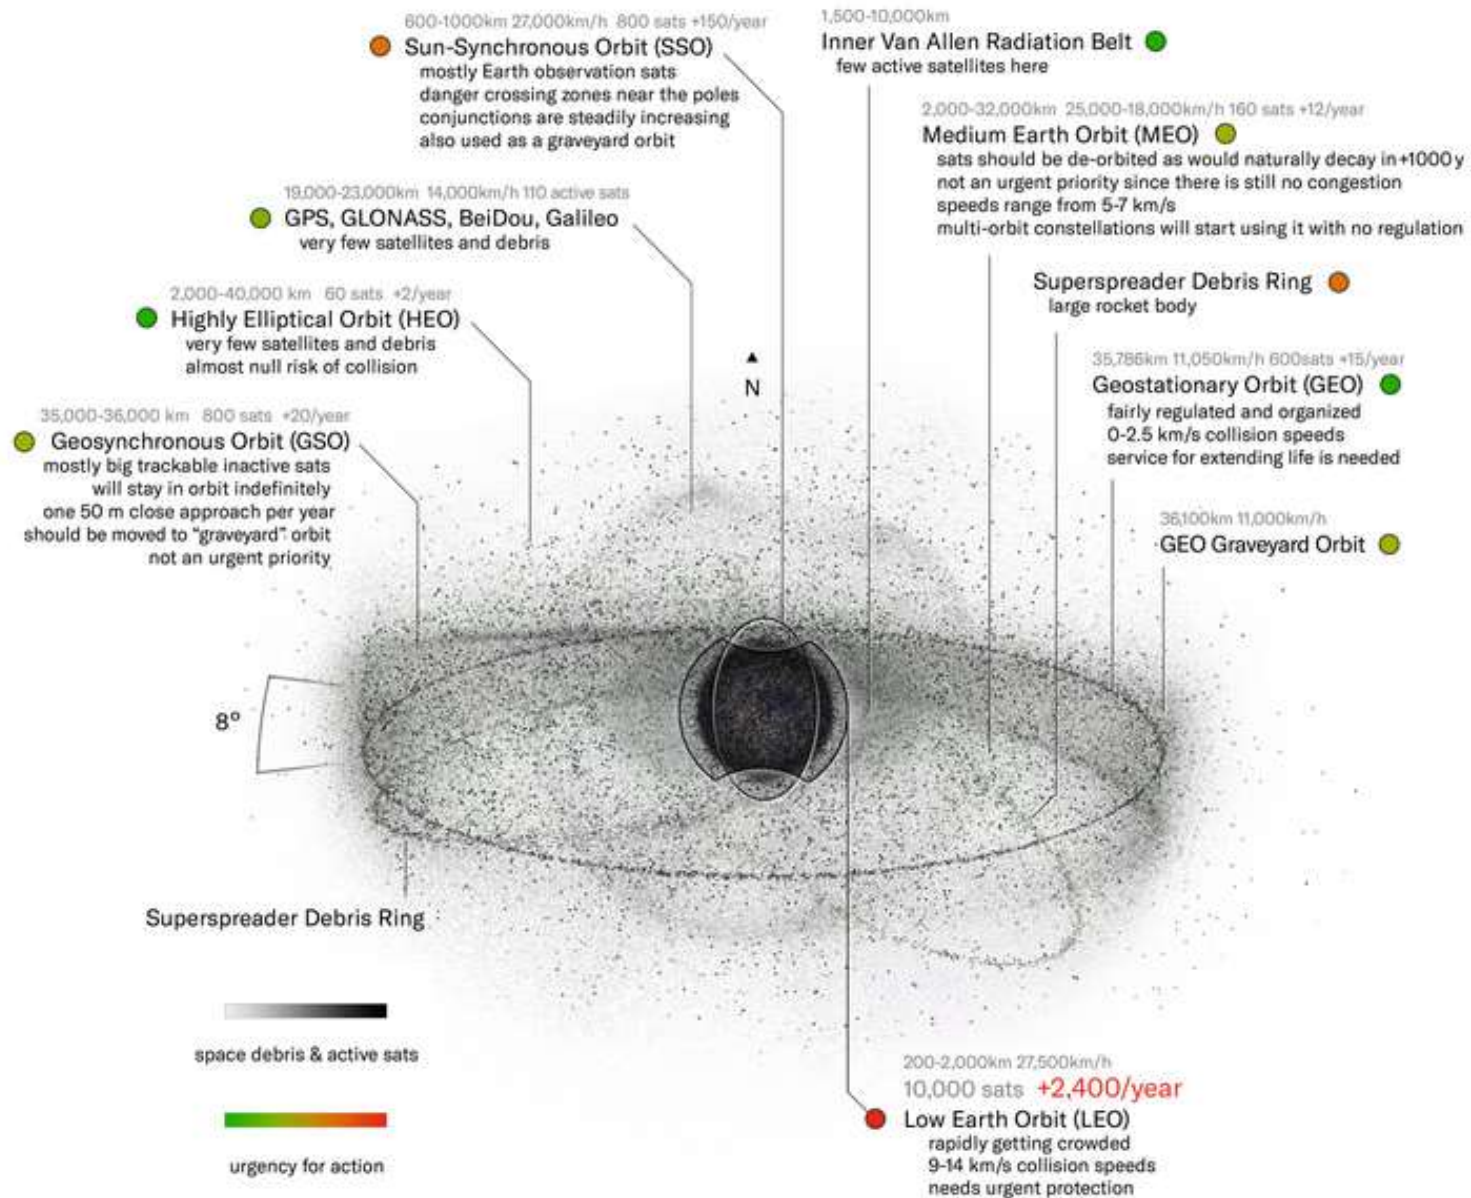 600-1000km 27,000km/h 800 sats +150/year
Sun-Synchronous Orbit (SSO)
mostly Earth observation sats
danger crossing zones near the poles
conjunctions are steadily increasing
also used as a graveyard orbit
1,500-10,000km
Inner Van Allen Radiation Belt
few active satellites here
2,000-32,000km 25,000-18,000km/h 160 sats +12/year
Medium Earth Orbit (MEO)
sats should be de-orbited as would naturally decay in +1000 y
not an urgent priority since there is still no congestion
speeds range from 5-7 km/s
multi-orbit constellations will start using it with no regulation
19,000-23,000km 14,000km/h 110 active sats
GPS, GLONASS, BeiDou, Galileo
very few satellites and debris
Superspreader Debris Ring
large rocket body
2,000-40,000 km 60 sats +2/year
Highly Elliptical Orbit (HEO)
very few satellites and debris
almost null risk of collision
35,786km 11,050km/h 600sats +15/year
Geostationary Orbit (GEO)
fairly regulated and organized
0-2.5 km/s collision speeds
service for extending life is needed
N
35,000-36,000 km 800 sats +20/year
Geosynchronous Orbit (GSO)
mostly big trackable inactive sats
will stay in orbit indefinitely
one 50 m close approach per year
should be moved to "graveyard" orbit
not an urgent priority
36,100km 11,000km/h
GEO Graveyard Orbit
8°
Superspreader Debris Ring
space debris & active sats
urgency for action
200-2,000km 27,500km/h
10,000 sats +2,400/year
Low Earth Orbit (LEO)
rapidly getting crowded
9-14 km/s collision speeds
needs urgent protection